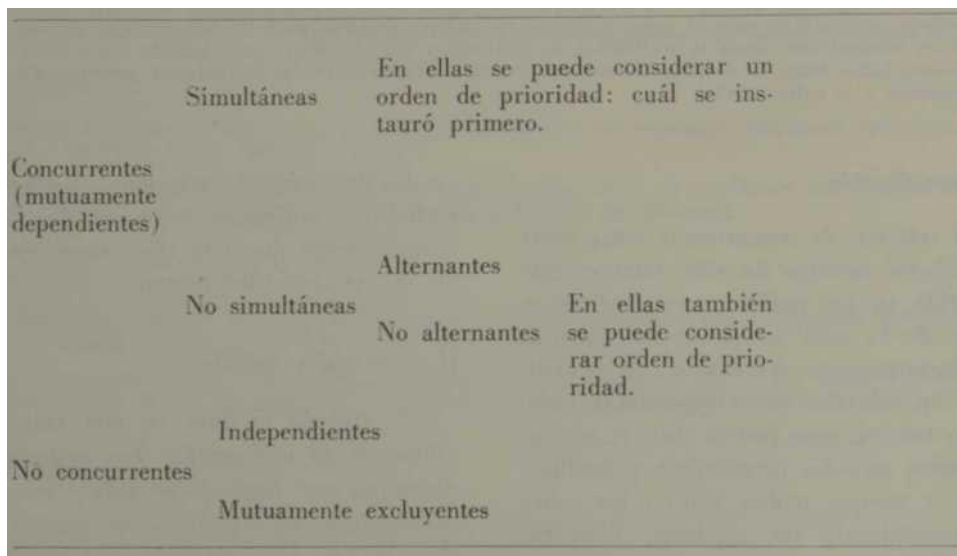 En ellas se puede considerar un
Simultáneas orden de prioridad: cuál se ins-
tauró primero.
Concurrentes
(mutuamente
dependientes)
Alternantes
No simultáneas En ellas también
No alternantes se puede conside-
rar orden de prio-
ridad.
Independientes
No concurrentes
Mutuamente excluyentes